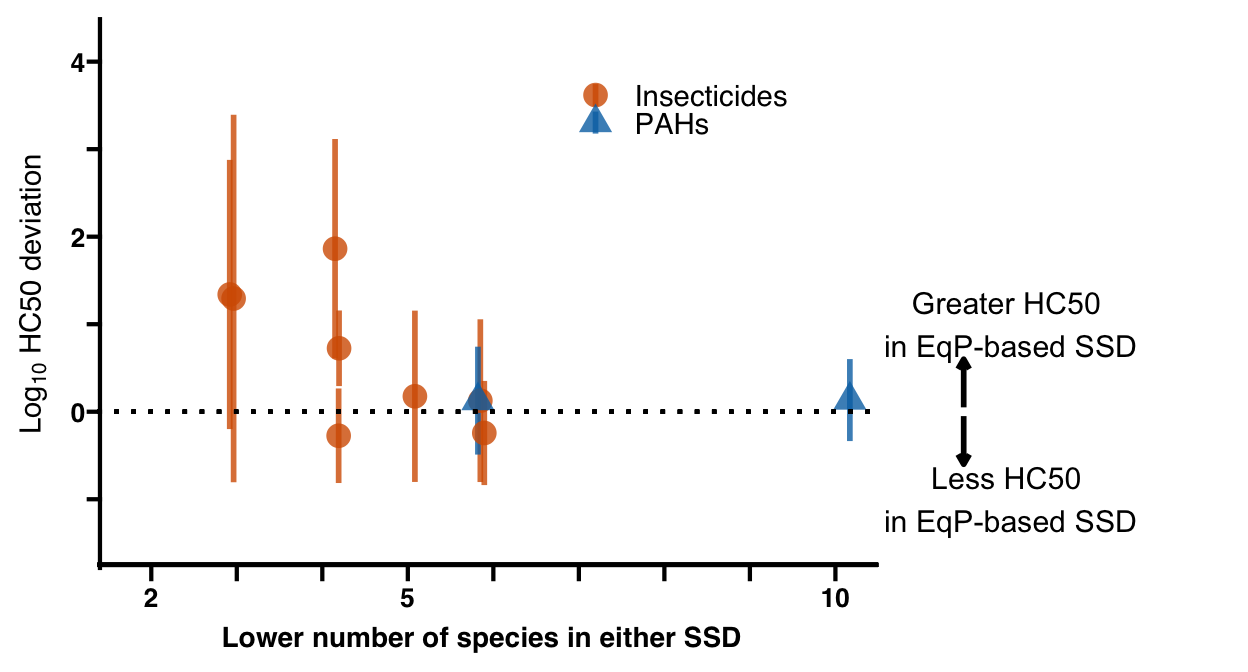 4
2
0
Log10 HC50 deviation
Insecticides
PAHs
Greater HC50
in EqP-based SSD
Less HC50
in EqP-based SSD
2
5
10
Lower number of species in either SSD